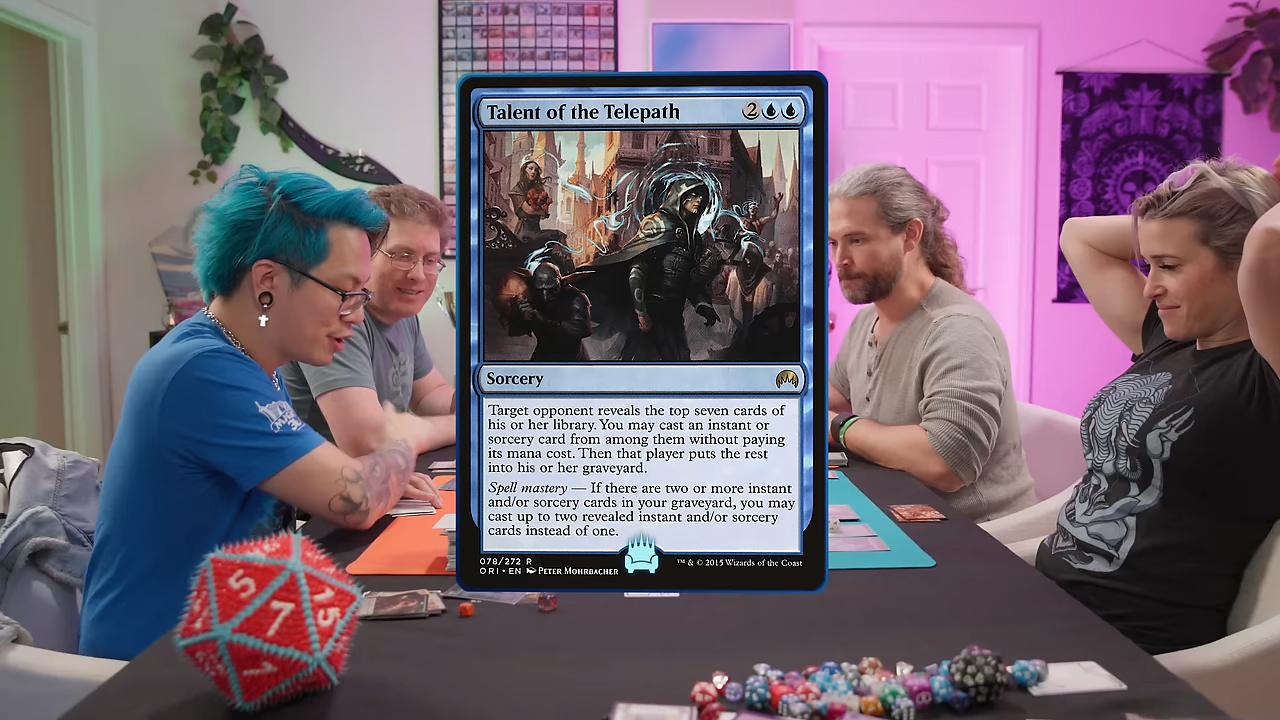 Talent of the Telepath 2
Sorcery
Target opponent reveals the top seven cards of
his or her library. You may cast an instant or
sorcery card from among them without paying
its mana cost. Then that player puts the rest
into his or her graveyard.
Spell mastery — If there are two or more instant
and/or sorcery cards in your graveyard, you may
cast up to two revealed instant and/or sorcery
cards instead of one.
078/272 R
ORI • EN Peter Mohrbacher
™ & © 2015 Wizards of the Coast
5
7
15